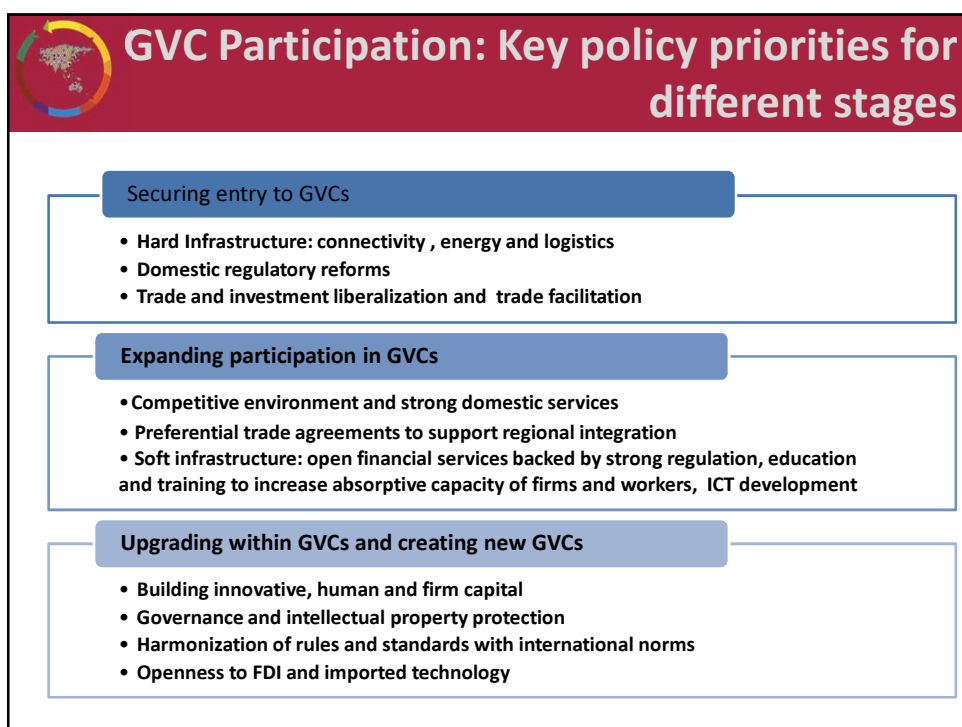 GVC Participation: Key policy priorities for
different stages
Securing entry to GVCs
• Hard Infrastructure: connectivity , energy and logistics
• Domestic regulatory reforms
• Trade and investment liberalization and  trade facilitation
Expanding participation in GVCs
•Competitive environment and strong domestic services
• Preferential trade agreements to support regional integration
• Soft infrastructure: open financial services backed by strong regulation, education
and training to increase absorptive capacity of firms and workers,  ICT development
Upgrading within GVCs and creating new GVCs
• Building innovative, human and firm capital
• Governance and intellectual property protection
• Harmonization of rules and standards with international norms
• Openness to FDI and imported technology